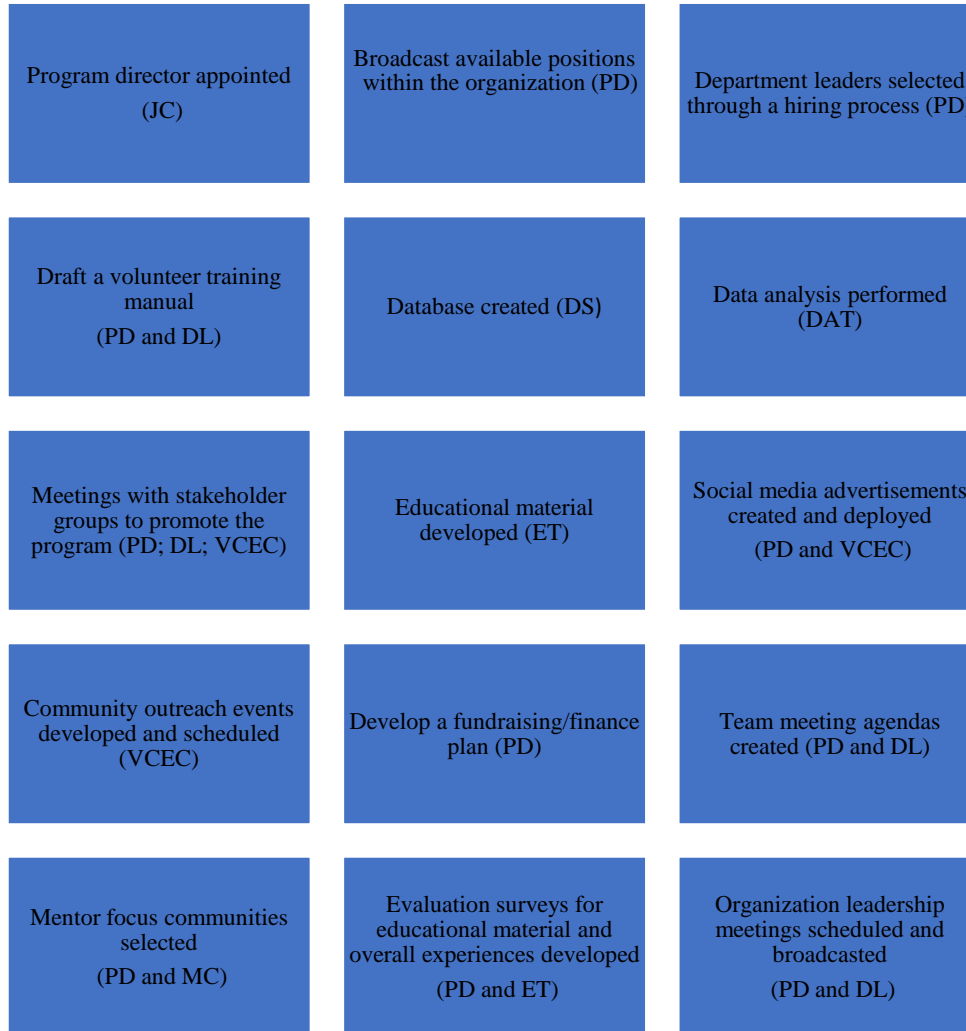 Program director appointed
(JC)
Broadcast available positions
within the organization (PD)
Department leaders selected
through a hiring process (PD
Draft a volunteer training
manual
(PD and DL)
Database created (DS)
Data analysis performed
(DAT)
Meetings with stakeholder
groups to promote the
program (PD; DL; VCEC)
Educational material
developed (ET)
Social media advertisements
created and deployed
(PD and VCEC)
Community outreach events
developed and scheduled
(VCEC)
Develop a fundraising/finance
plan (PD)
Team meeting agendas
created (PD and DL)
Mentor focus communities
selected
(PD and MC)
Evaluation surveys for
educational material and
overall experiences developed
(PD and ET)
Organization leadership
meetings scheduled and
broadcasted
(PD and DL)